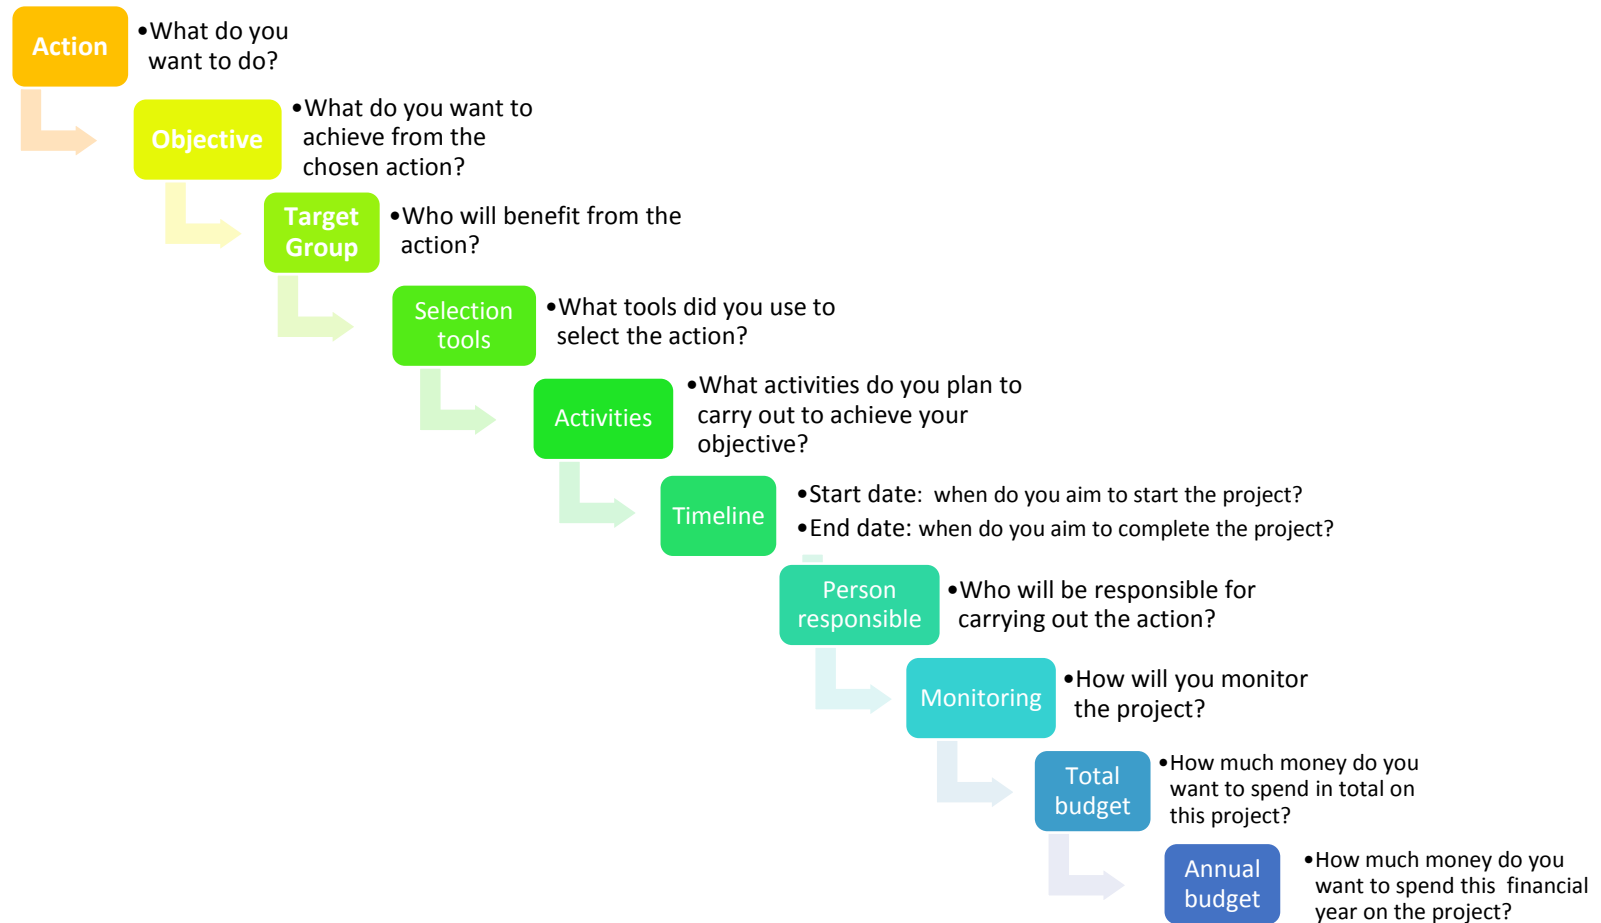 Action
•What do you
want to do?
Objective
•What do you want to
achieve from the
chosen action?
Target
Group
•Who will benefit from the
action?
Selection
tools
•What tools did you use to
select the action?
Activities
•What activities do you plan to
carry out to achieve your
objective?
Timeline
•Start date:  when do you aim to start the project?
•End date: when do you aim to complete the project?
Person
responsible
•Who will be responsible for
carrying out the action?
Monitoring
•How will you monitor
the project?
Total
budget
•How much money do you
want to spend in total on
this project?
Annual
budget
•How much money do you
want to spend this  financial
year on the project?